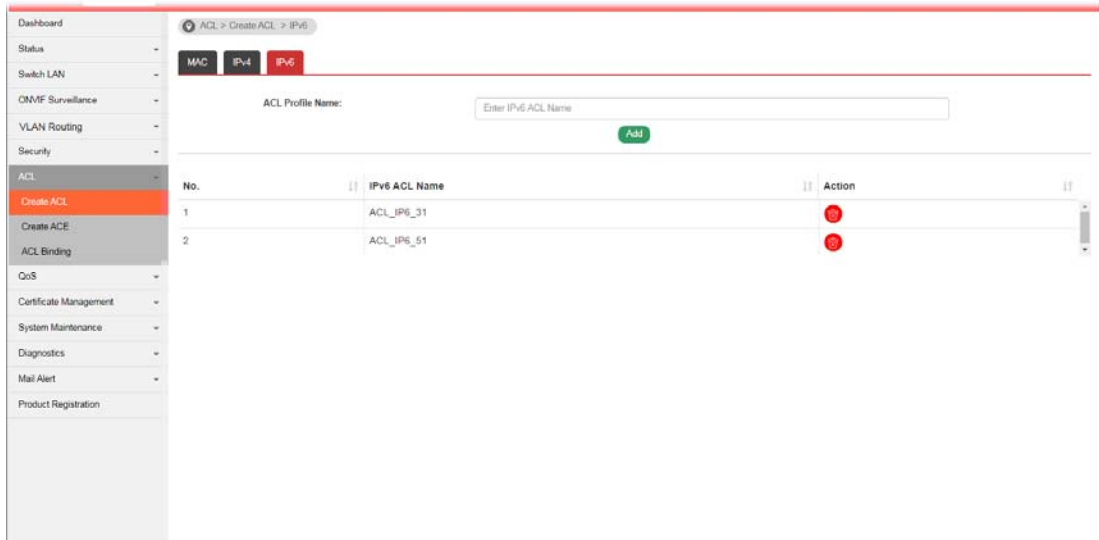 Dashboard
Status
Switch LAN
ONVIF Surveillance
VLAN Routing
Security
ACL
Create ACL
Create ACE
ACL Binding
QoS
Certificate Management
System Maintenance
Diagnostics
Mail Alert
Product Registration
ACL > Create ACL > IPv6
MAC IPv4 IPv6
ACL Profile Name: Enter IPv6 ACL Name
Add
No. IPv6 ACL Name Action
1 ACL_IP6_31
2 ACL_IP6_51